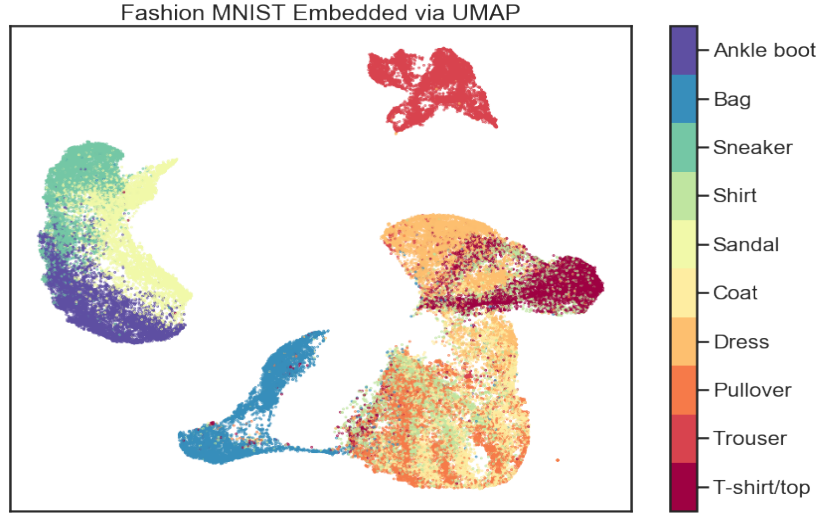 Fashion MNIST Embedded via UMAP
Ankle boot
Bag
Sneaker
Shirt
Sandal
Coat
Dress
Pullover
Trouser
T-shirt/top